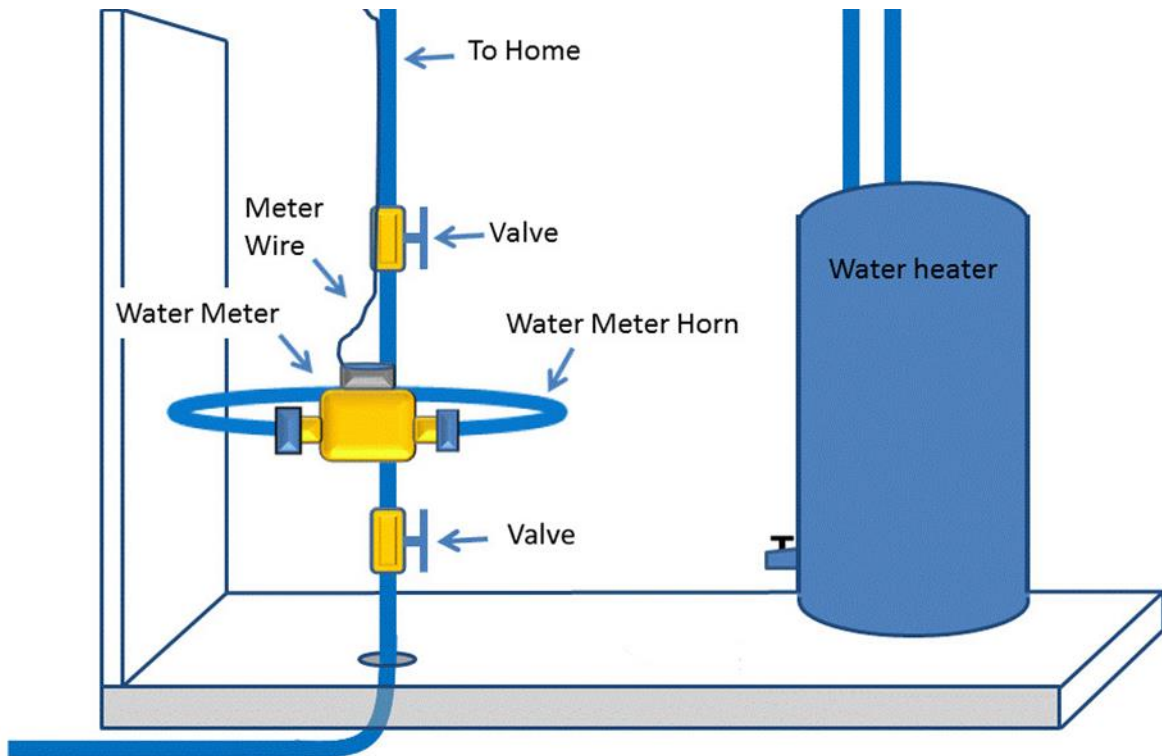 To Home
Meter
Wire
Valve
Water heater
Water Meter
Water Meter Horn
Valve